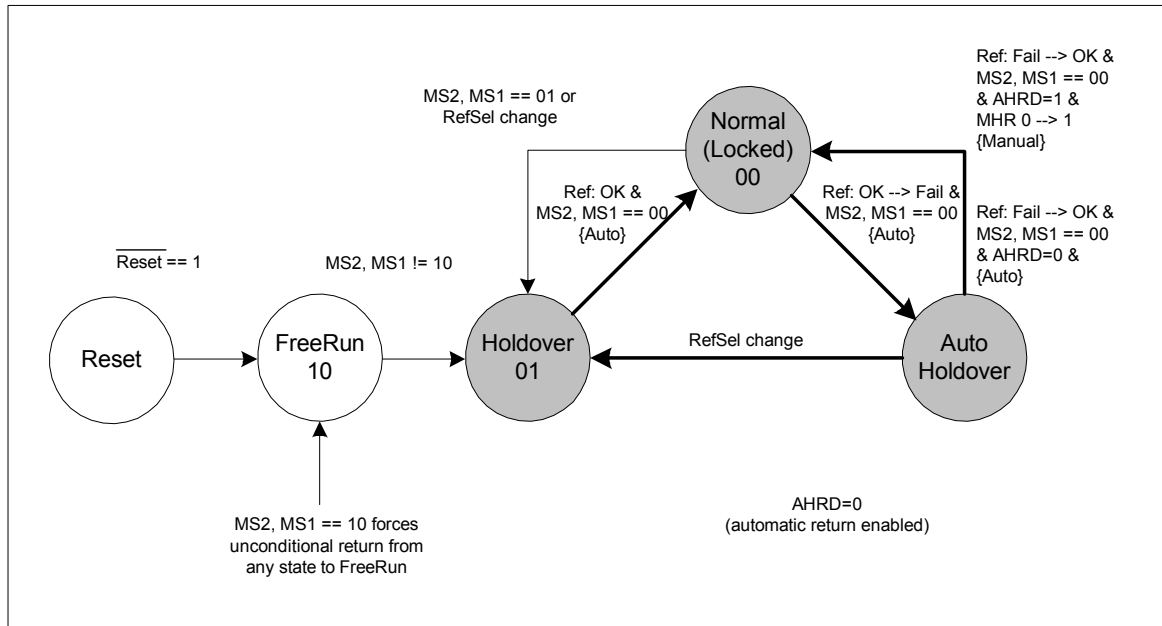 MS2, MS1 == 01 or
RefSel change
Normal
(Locked)
00
Ref: Fail --> OK &
MS2, MS1 == 00
& AHRD=1 &
MHR 0 --> 1
{Manual}
Ref: OK &
MS2, MS1 == 00
{Auto}
Ref: OK --> Fail &
MS2, MS1 == 00
{Auto}
Ref: Fail --> OK &
MS2, MS1 == 00
& AHRD=0 &
{Auto}
Reset == 1
MS2, MS1 != 10
Reset
FreeRun
10
Holdover
01
RefSel change
Auto
Holdover
MS2, MS1 == 10 forces
unconditional return from
any state to FreeRun
AHRD=0
(automatic return enabled)